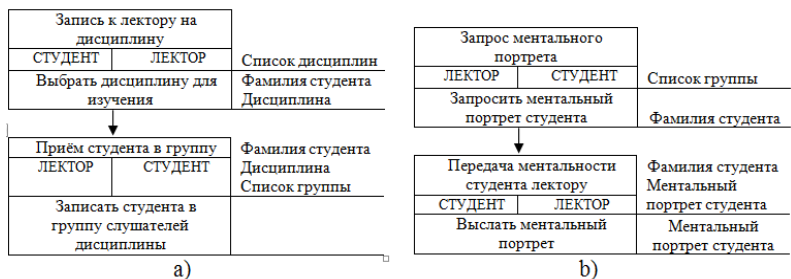 Запись к лектору на
дисциплину
СТУДЕНТ ЛЕКТОР Список дисциплин
Выбрать дисциплину для Фамилия студента
изучения Дисциплина
Приём студента в группу Фамилия студента
ЛЕКТОР СТУДЕНТ Дисциплина
Список группы
Записать студента в
группу слушателей
дисциплины
a)
Запрос ментального
портрета
ЛЕКТОР СТУДЕНТ Список группы
Запросить ментальный
портрет студента Фамилия студента
Передача ментальности Фамилия студента
студента лектору Ментальный
СТУДЕНТ ЛЕКТОР портрет студента
Выслать ментальный Ментальный
портрет портрет студента
b)